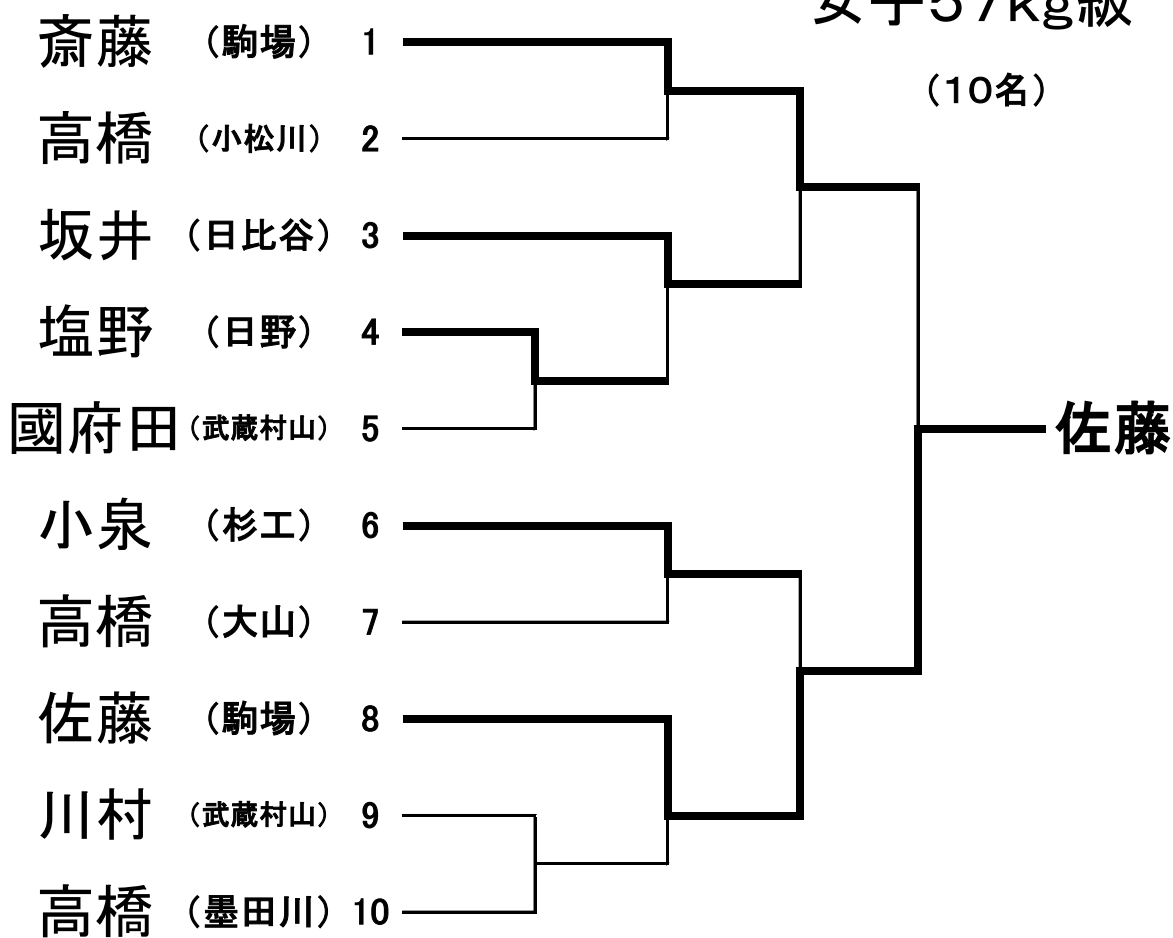 女子57kg級
(10名)
斎藤 (駒場) 1
高橋 (小松川) 2
坂井 (日比谷) 3
塩野 (日野) 4
國府田 (武蔵村山) 5
小泉 (杉工) 6
高橋 (大山) 7
佐藤 (駒場) 8
川村 (武蔵村山) 9
高橋 (墨田川) 10
佐藤